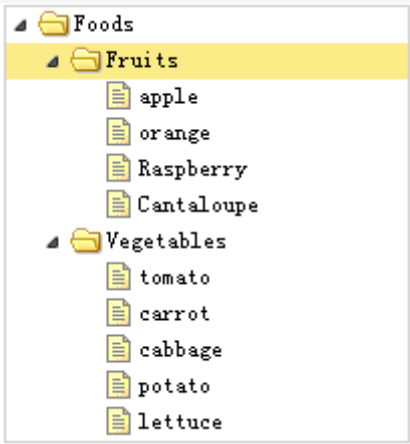 Foods
Fruits
apple
orange
Raspberry
Cantaloupe
Vegetables
tomato
carrot
cabbage
potato
lettuce